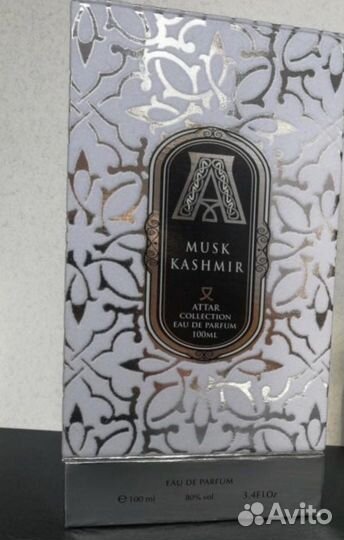 A
MUSK
KASHMIR
ATTAR
COLLECTION
EAU DE PARFUM
100ML
EAU DE PARFUM
℮ 100 ml 80% vol 3.4Fl Oz
Avito